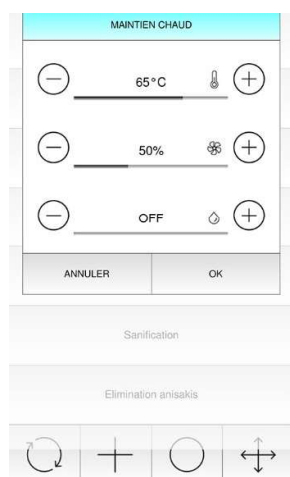 MAINTIEN CHAUD
65°C
50%
OFF
ANNULER OK
Sanification
Elimination anisakis